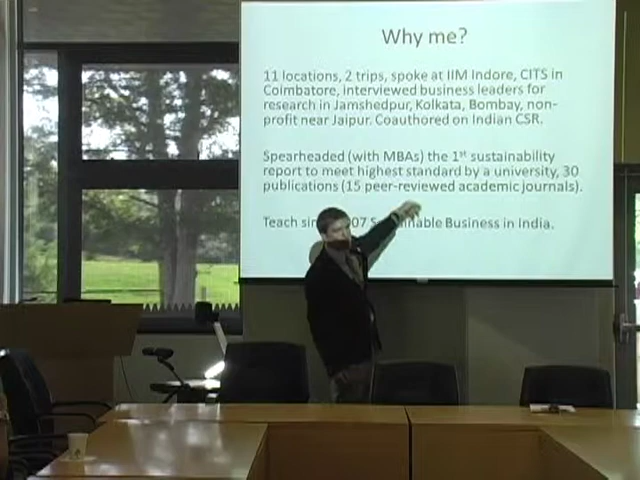 Why me?
11 locations, 2 trips, spoke at IIM Indore, CITS in
Coimbatore, interviewed business leaders for
research in Jamshedpur, Kolkata, Bombay, non-
profit near Jaipur. Coauthored on Indian CSR.
Spearheaded (with MBAs) the 1st sustainability
report to meet highest standard by a university, 30
publications (15 peer-reviewed academic journals).
Teach Business in India.